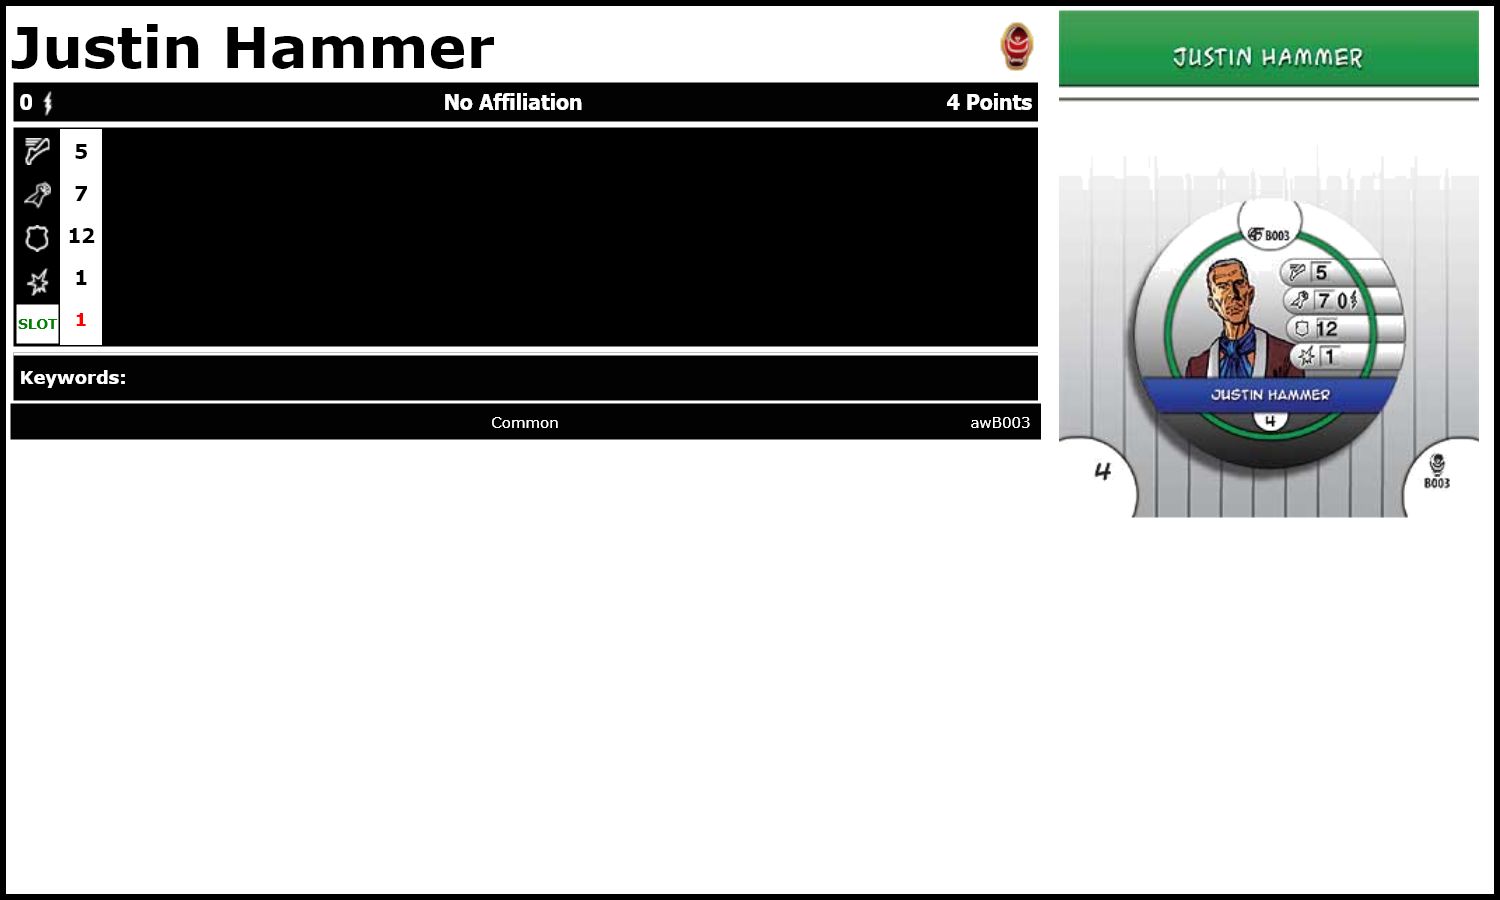 Justin Hammer
0 No Affiliation 4 Points
5
7
12
1
SLOT 1
Keywords:
Common awB003
JUSTIN HAMMER
B003
5
7 0
12
1
JUSTIN HAMMER
4
4
B003